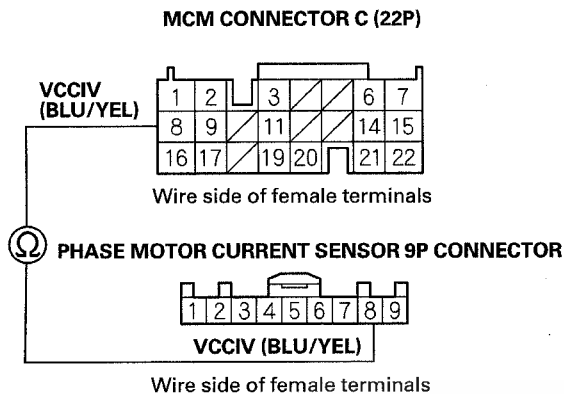 MCM CONNECTOR C (22P)
VCCIV
(BLU/YEL)
1 2 3 6 7
8 9 11 14 15
16 17 19 20 21 22
Wire side of female terminals
Ω
PHASE MOTOR CURRENT SENSOR 9P CONNECTOR
1 2 3 4 5 6 7 8 9
VCCIV (BLU/YEL)
Wire side of female terminals